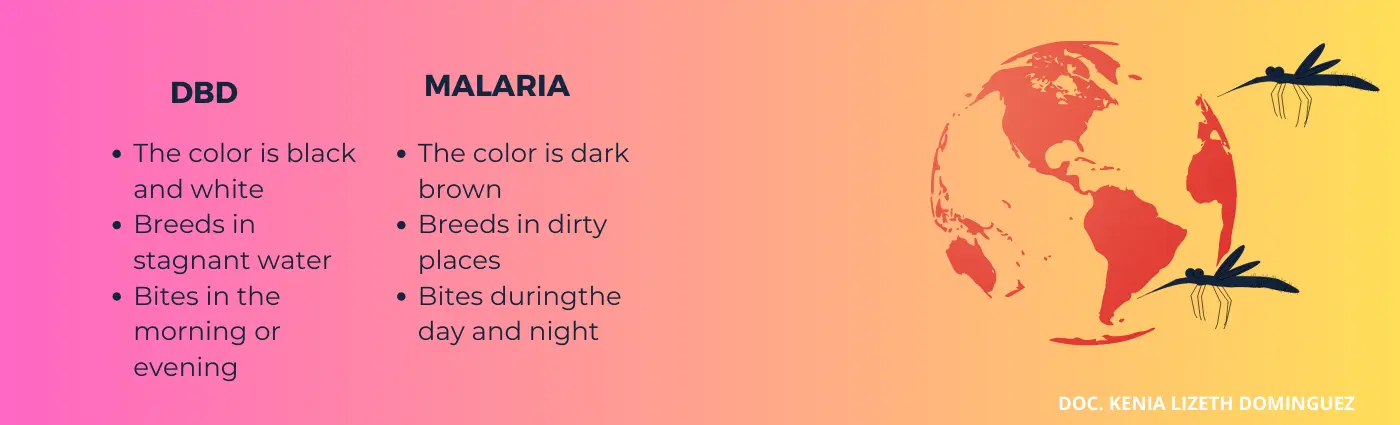 DBD
• The color is black
and white
• Breeds in
stagnant water
• Bites in the
morning or
evening
MALARIA
• The color is dark
brown
• Breeds in dirty
places
• Bites duringthe
day and night
DOC. KENIA LIZETH DOMINGUEZ